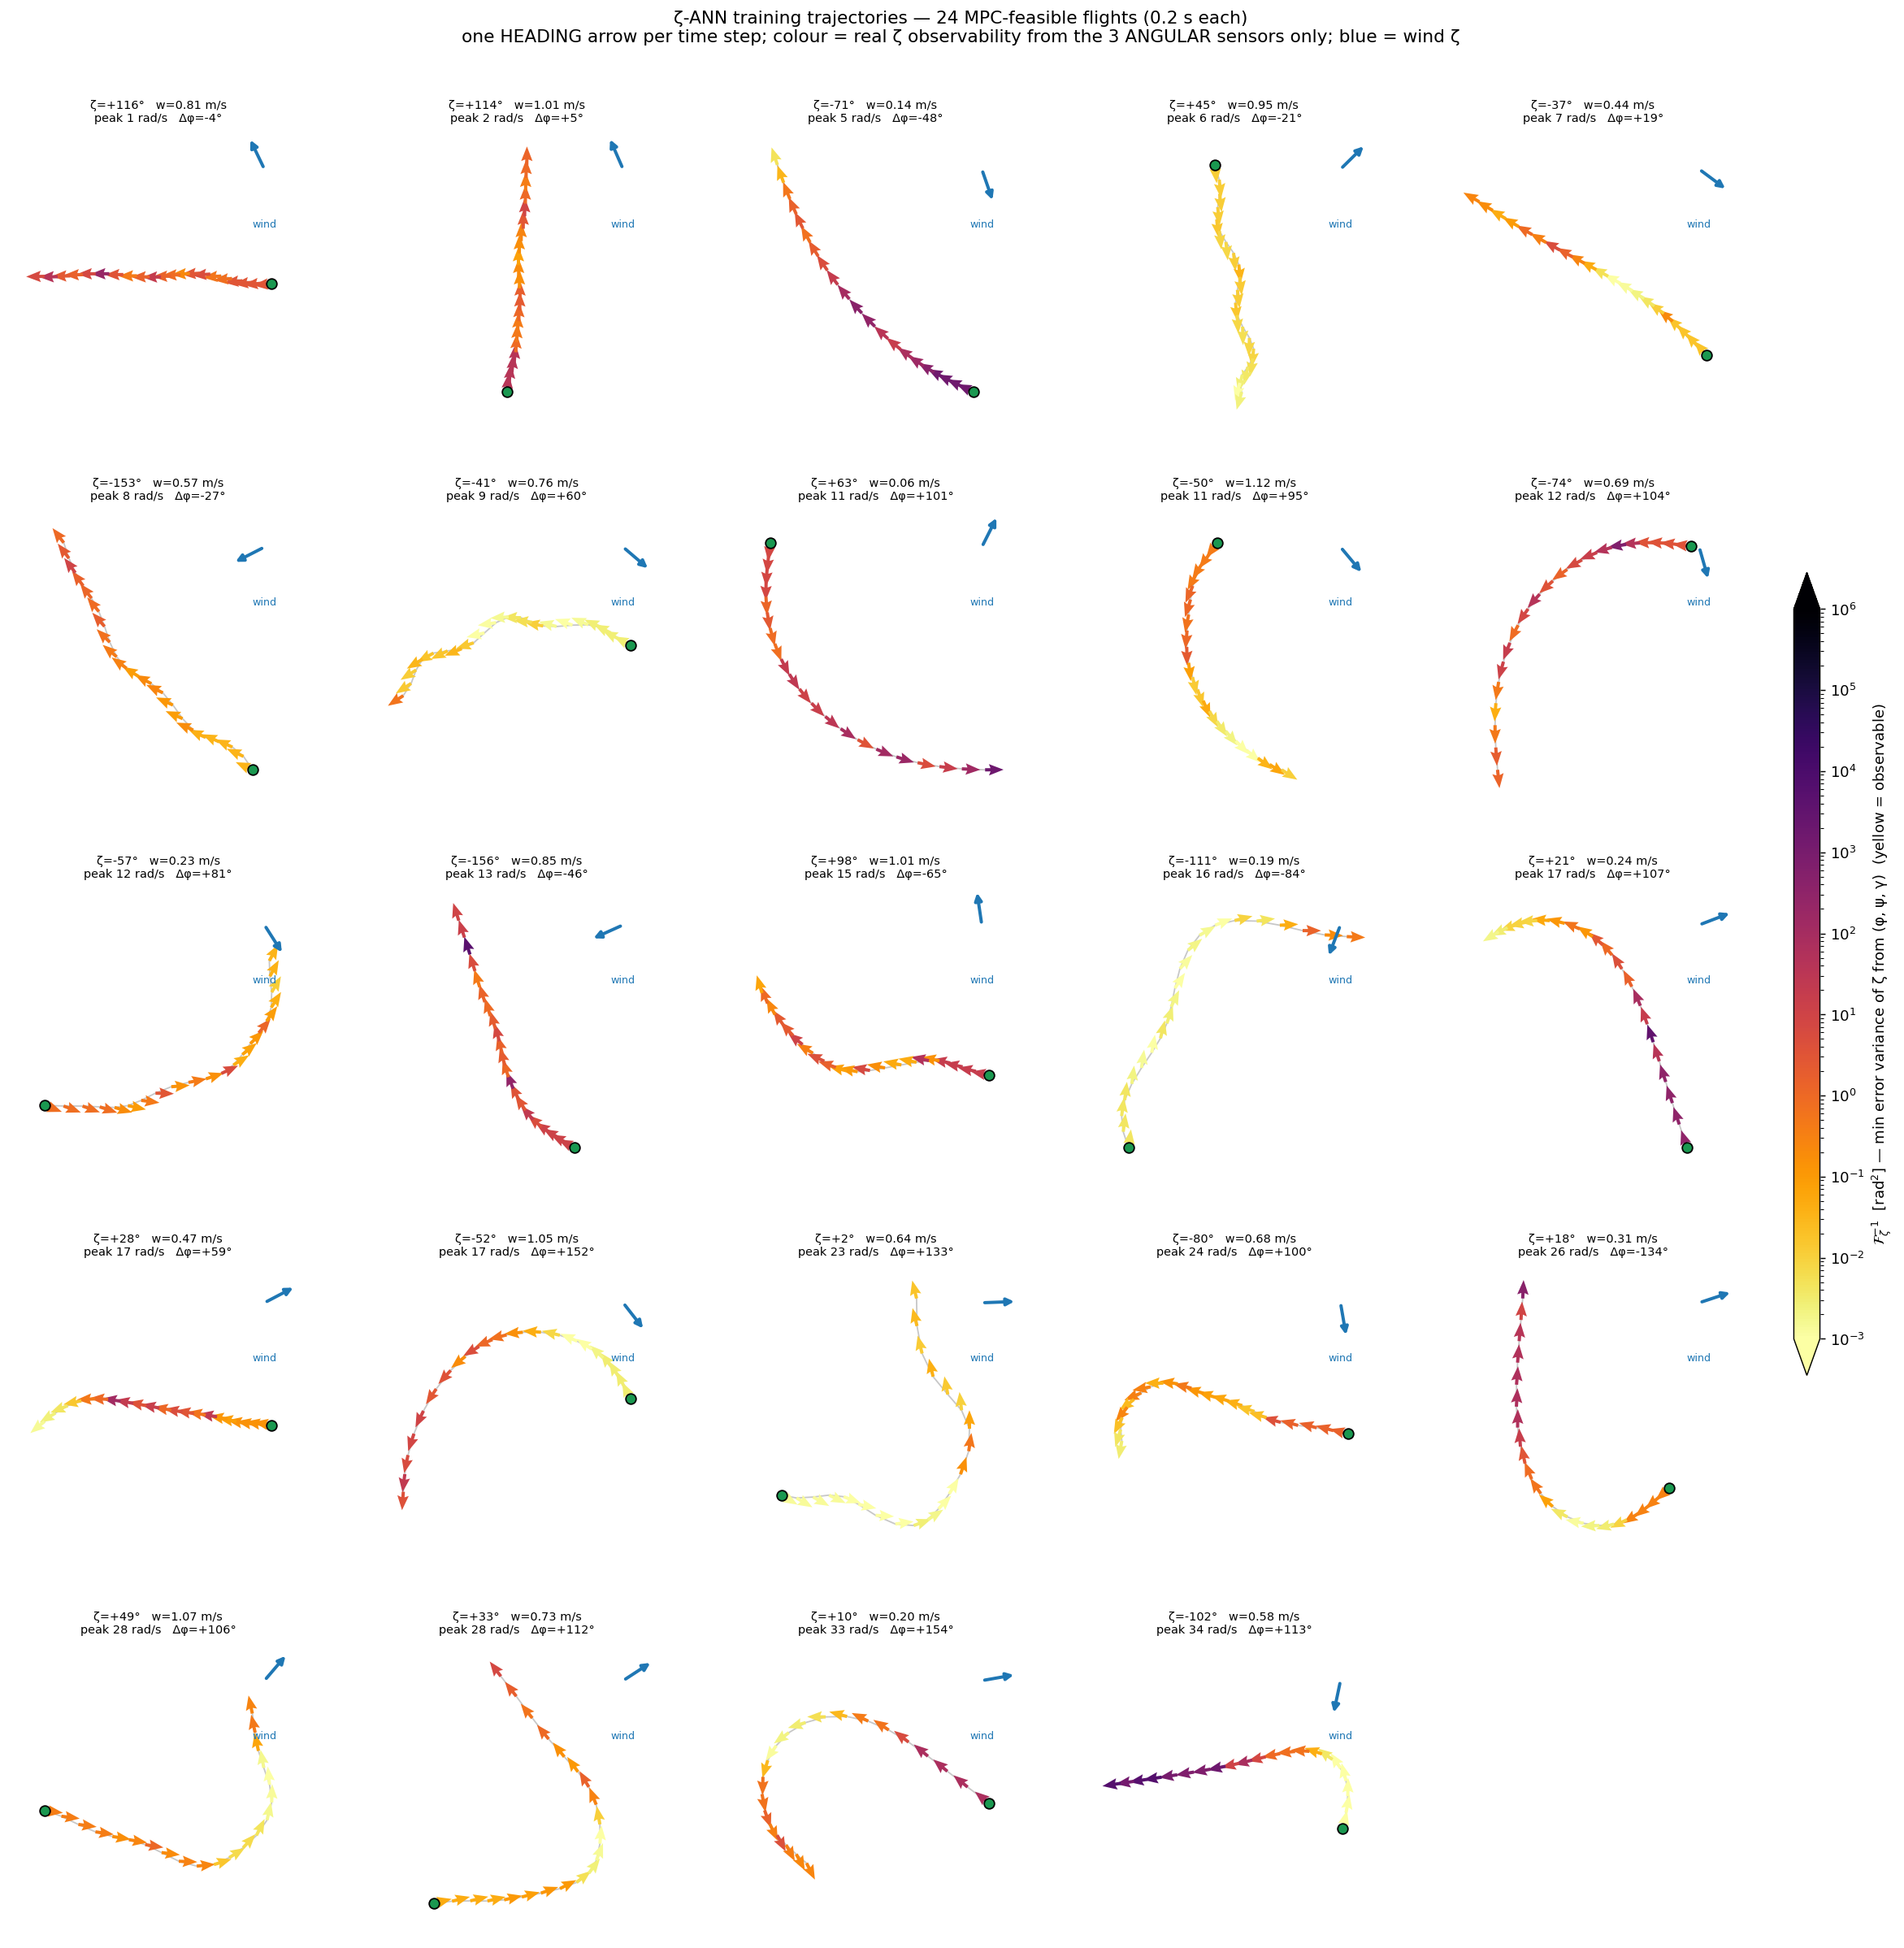 ζ-ANN training trajectories — 24 MPC-feasible flights (0.2 s each)
one HEADING arrow per time step; colour = real ζ observability from the 3 ANGULAR sensors only; blue = wind ζ
ζ=+116°   w=0.81 m/s
peak 1 rad/s   Δφ=-4°
wind
ζ=+114°   w=1.01 m/s
peak 2 rad/s   Δφ=+5°
wind
ζ=-71°   w=0.14 m/s
peak 5 rad/s   Δφ=-48°
wind
ζ=+45°   w=0.95 m/s
peak 6 rad/s   Δφ=-21°
wind
ζ=-37°   w=0.44 m/s
peak 7 rad/s   Δφ=+19°
wind
ζ=-153°   w=0.57 m/s
peak 8 rad/s   Δφ=-27°
wind
ζ=-41°   w=0.76 m/s
peak 9 rad/s   Δφ=+60°
wind
ζ=+63°   w=0.06 m/s
peak 11 rad/s   Δφ=+101°
wind
ζ=-50°   w=1.12 m/s
peak 11 rad/s   Δφ=+95°
wind
ζ=-74°   w=0.69 m/s
peak 12 rad/s   Δφ=+104°
wind
ζ=-57°   w=0.23 m/s
peak 12 rad/s   Δφ=+81°
wind
ζ=-156°   w=0.85 m/s
peak 13 rad/s   Δφ=-46°
wind
ζ=+98°   w=1.01 m/s
peak 15 rad/s   Δφ=-65°
wind
ζ=-111°   w=0.19 m/s
peak 16 rad/s   Δφ=-84°
wind
ζ=+21°   w=0.24 m/s
peak 17 rad/s   Δφ=+107°
wind
ζ=+28°   w=0.47 m/s
peak 17 rad/s   Δφ=+59°
wind
ζ=-52°   w=1.05 m/s
peak 17 rad/s   Δφ=+152°
wind
ζ=+2°   w=0.64 m/s
peak 23 rad/s   Δφ=+133°
wind
ζ=-80°   w=0.68 m/s
peak 24 rad/s   Δφ=+100°
wind
ζ=+18°   w=0.31 m/s
peak 26 rad/s   Δφ=-134°
wind
ζ=+49°   w=1.07 m/s
peak 28 rad/s   Δφ=+106°
wind
ζ=+33°   w=0.73 m/s
peak 28 rad/s   Δφ=+112°
wind
ζ=+10°   w=0.20 m/s
peak 33 rad/s   Δφ=+154°
wind
ζ=-102°   w=0.58 m/s
peak 34 rad/s   Δφ=+113°
wind
10⁶
10⁵
10⁴
10³
10²
10¹
10⁰
10⁻¹
10⁻²
10⁻³
ℱ_ζ⁻¹  [rad²] — min error variance of ζ from (φ, ψ, γ)  (yellow = observable)